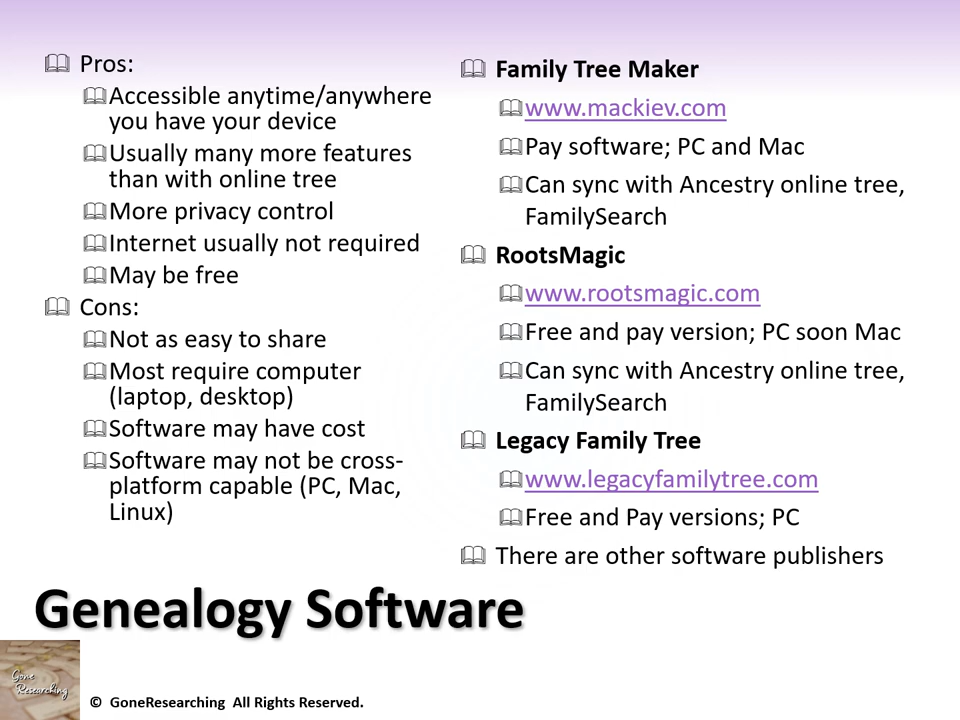 Pros:
Accessible anytime/anywhere
you have your device
Usually many more features
than with online tree
More privacy control
Internet usually not required
May be free
Cons:
Not as easy to share
Most require computer
(laptop, desktop)
Software may have cost
Software may not be cross-
platform capable (PC, Mac,
Linux)
Family Tree Maker
www.mackiev.com
Pay software; PC and Mac
Can sync with Ancestry online tree,
FamilySearch
RootsMagic
www.rootsmagic.com
Free and pay version; PC soon Mac
Can sync with Ancestry online tree,
FamilySearch
Legacy Family Tree
www.legacyfamilytree.com
Free and Pay versions; PC
There are other software publishers
Genealogy Software
Gone
Researching
© GoneResearching All Rights Reserved.